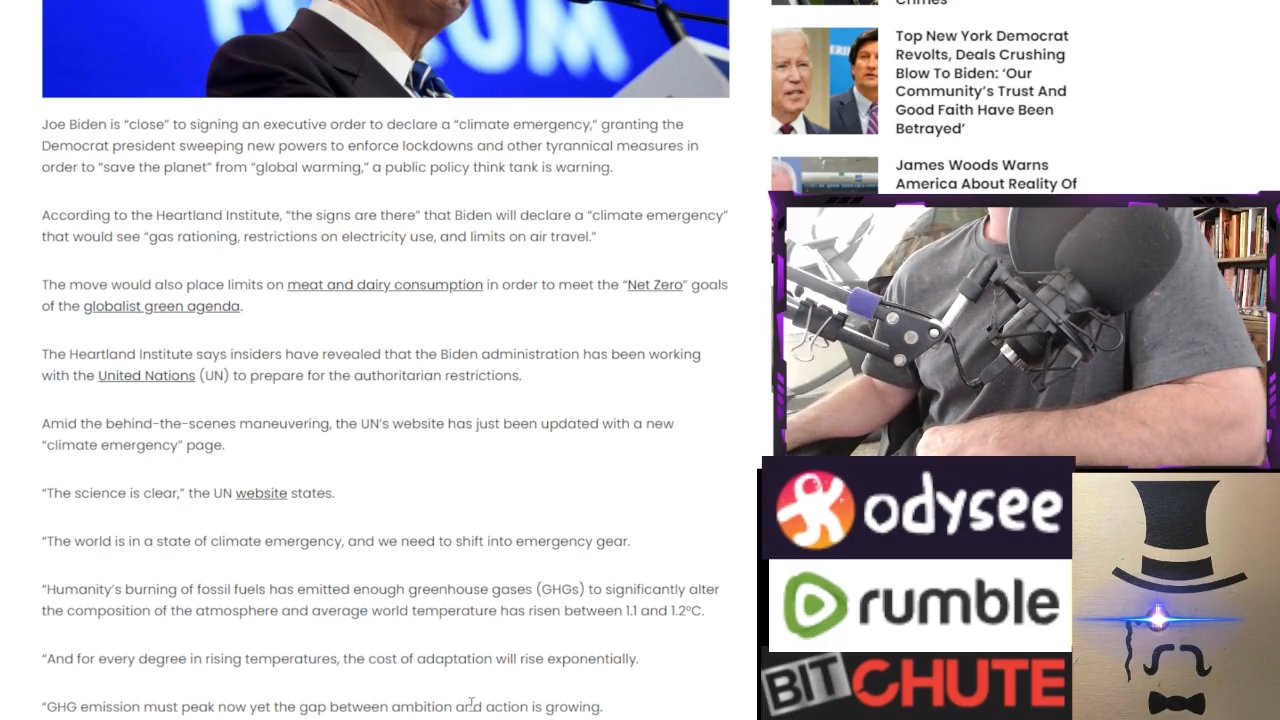 Joe Biden is “close” to signing an executive order to declare a “climate emergency,” granting the
Democrat president sweeping new powers to enforce lockdowns and other tyrannical measures in
order to “save the planet” from “global warming,” a public policy think tank is warning.
According to the Heartland Institute, “the signs are there” that Biden will declare a “climate emergency”
that would see “gas rationing, restrictions on electricity use, and limits on air travel.”
The move would also place limits on meat and dairy consumption in order to meet the “Net Zero” goals
of the globalist green agenda.
The Heartland Institute says insiders have revealed that the Biden administration has been working
with the United Nations (UN) to prepare for the authoritarian restrictions.
Amid the behind-the-scenes maneuvering, the UN’s website has just been updated with a new
“climate emergency” page.
“The science is clear,” the UN website states.
“The world is in a state of climate emergency, and we need to shift into emergency gear.
“Humanity’s burning of fossil fuels has emitted enough greenhouse gases (GHGs) to significantly alter
the composition of the atmosphere and average world temperature has risen between 1.1 and 1.2ºC.
“And for every degree in rising temperatures, the cost of adaptation will rise exponentially.
“GHG emission must peak now yet the gap between ambition and action is growing.
Crimes
Top New York Democrat
Revolts, Deals Crushing
Blow To Biden: ‘Our
Community’s Trust And
Good Faith Have Been
Betrayed’
James Woods Warns
America About Reality Of
odysee
rumble
BITCHUTE